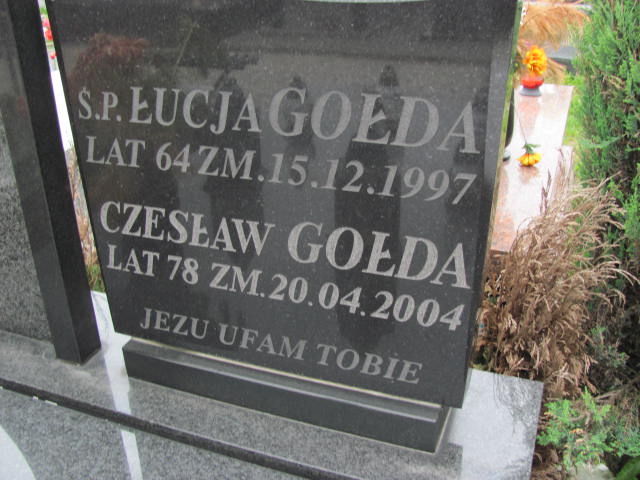 Ś.P. ŁUCJA GOŁDA
LAT 64 ZM. 15.12.1997
CZESŁAW GOŁDA
LAT 78 ZM. 20.04.2004
JEZU UFAM TOBIE